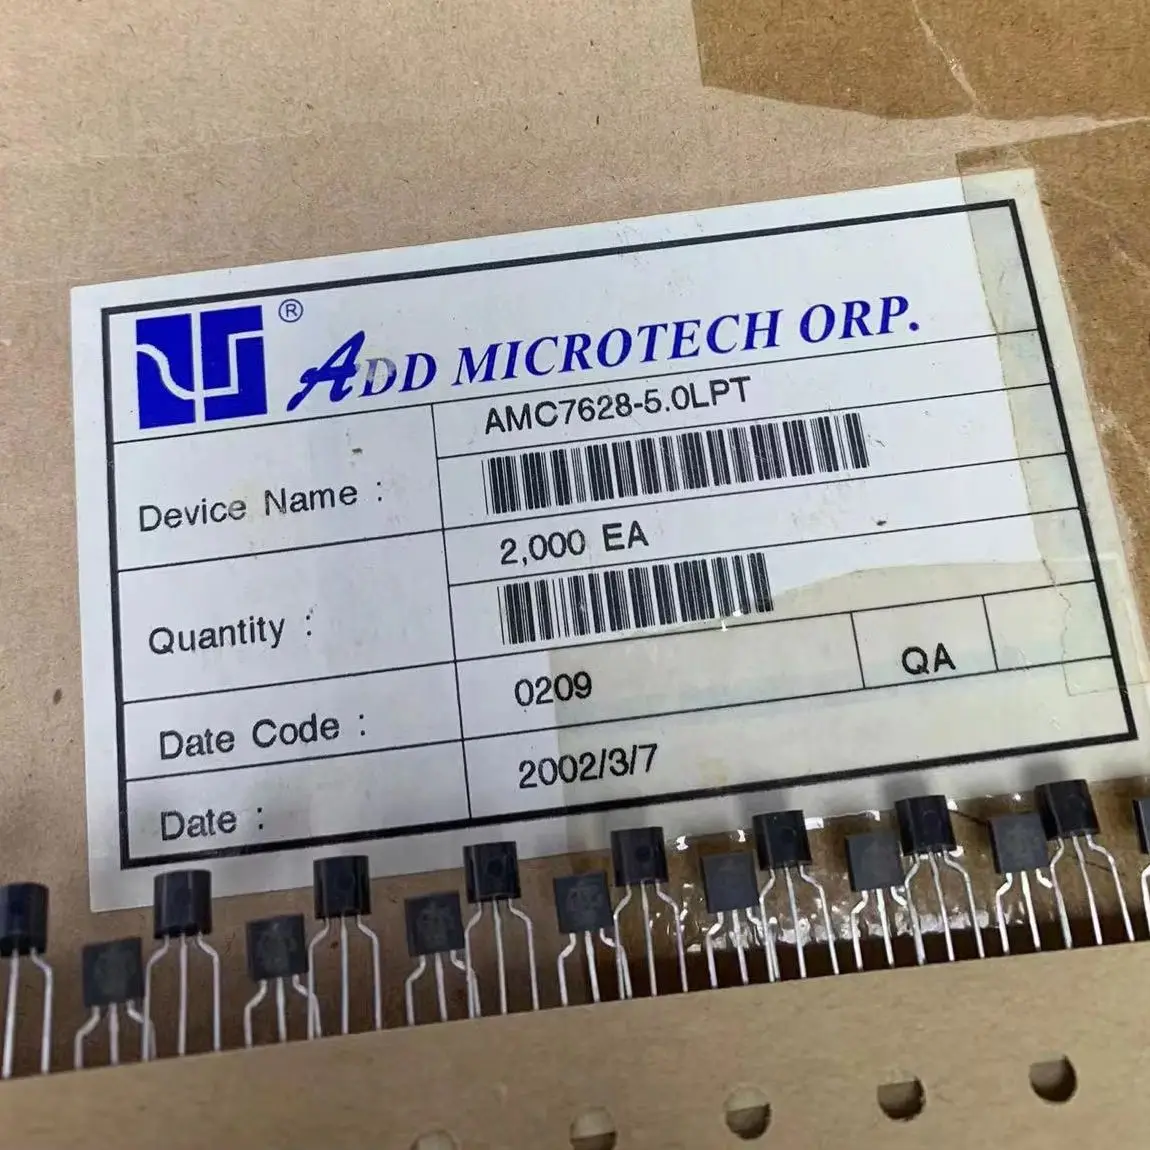 ® ADD MICROTECH ORP.
Device Name :
AMC7628-5.0LPT
Quantity :
2,000 EA
Date Code :
0209
QA
Date :
2002/3/7